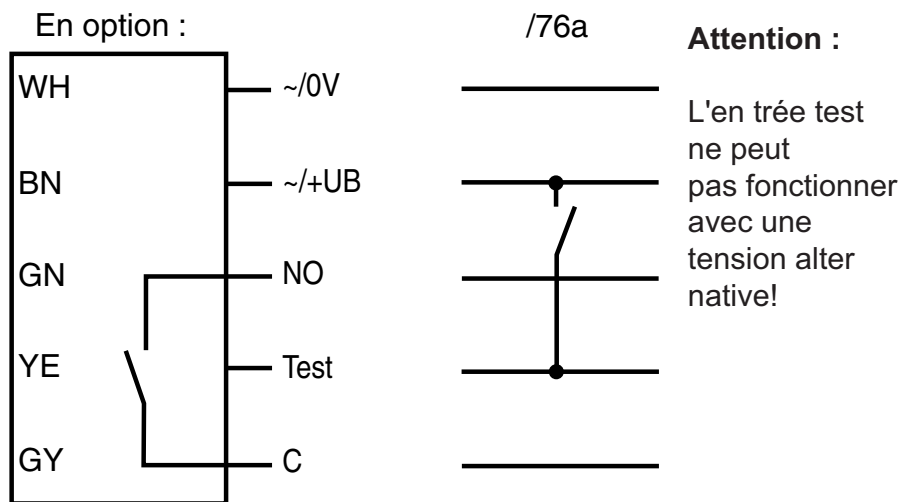 En option :
/76a
Attention :
WH
~/0V
BN
~/+UB
GN
NO
YE
Test
GY
C
L'en trée test
ne peut
pas fonctionner
avec une
tension alter
native!